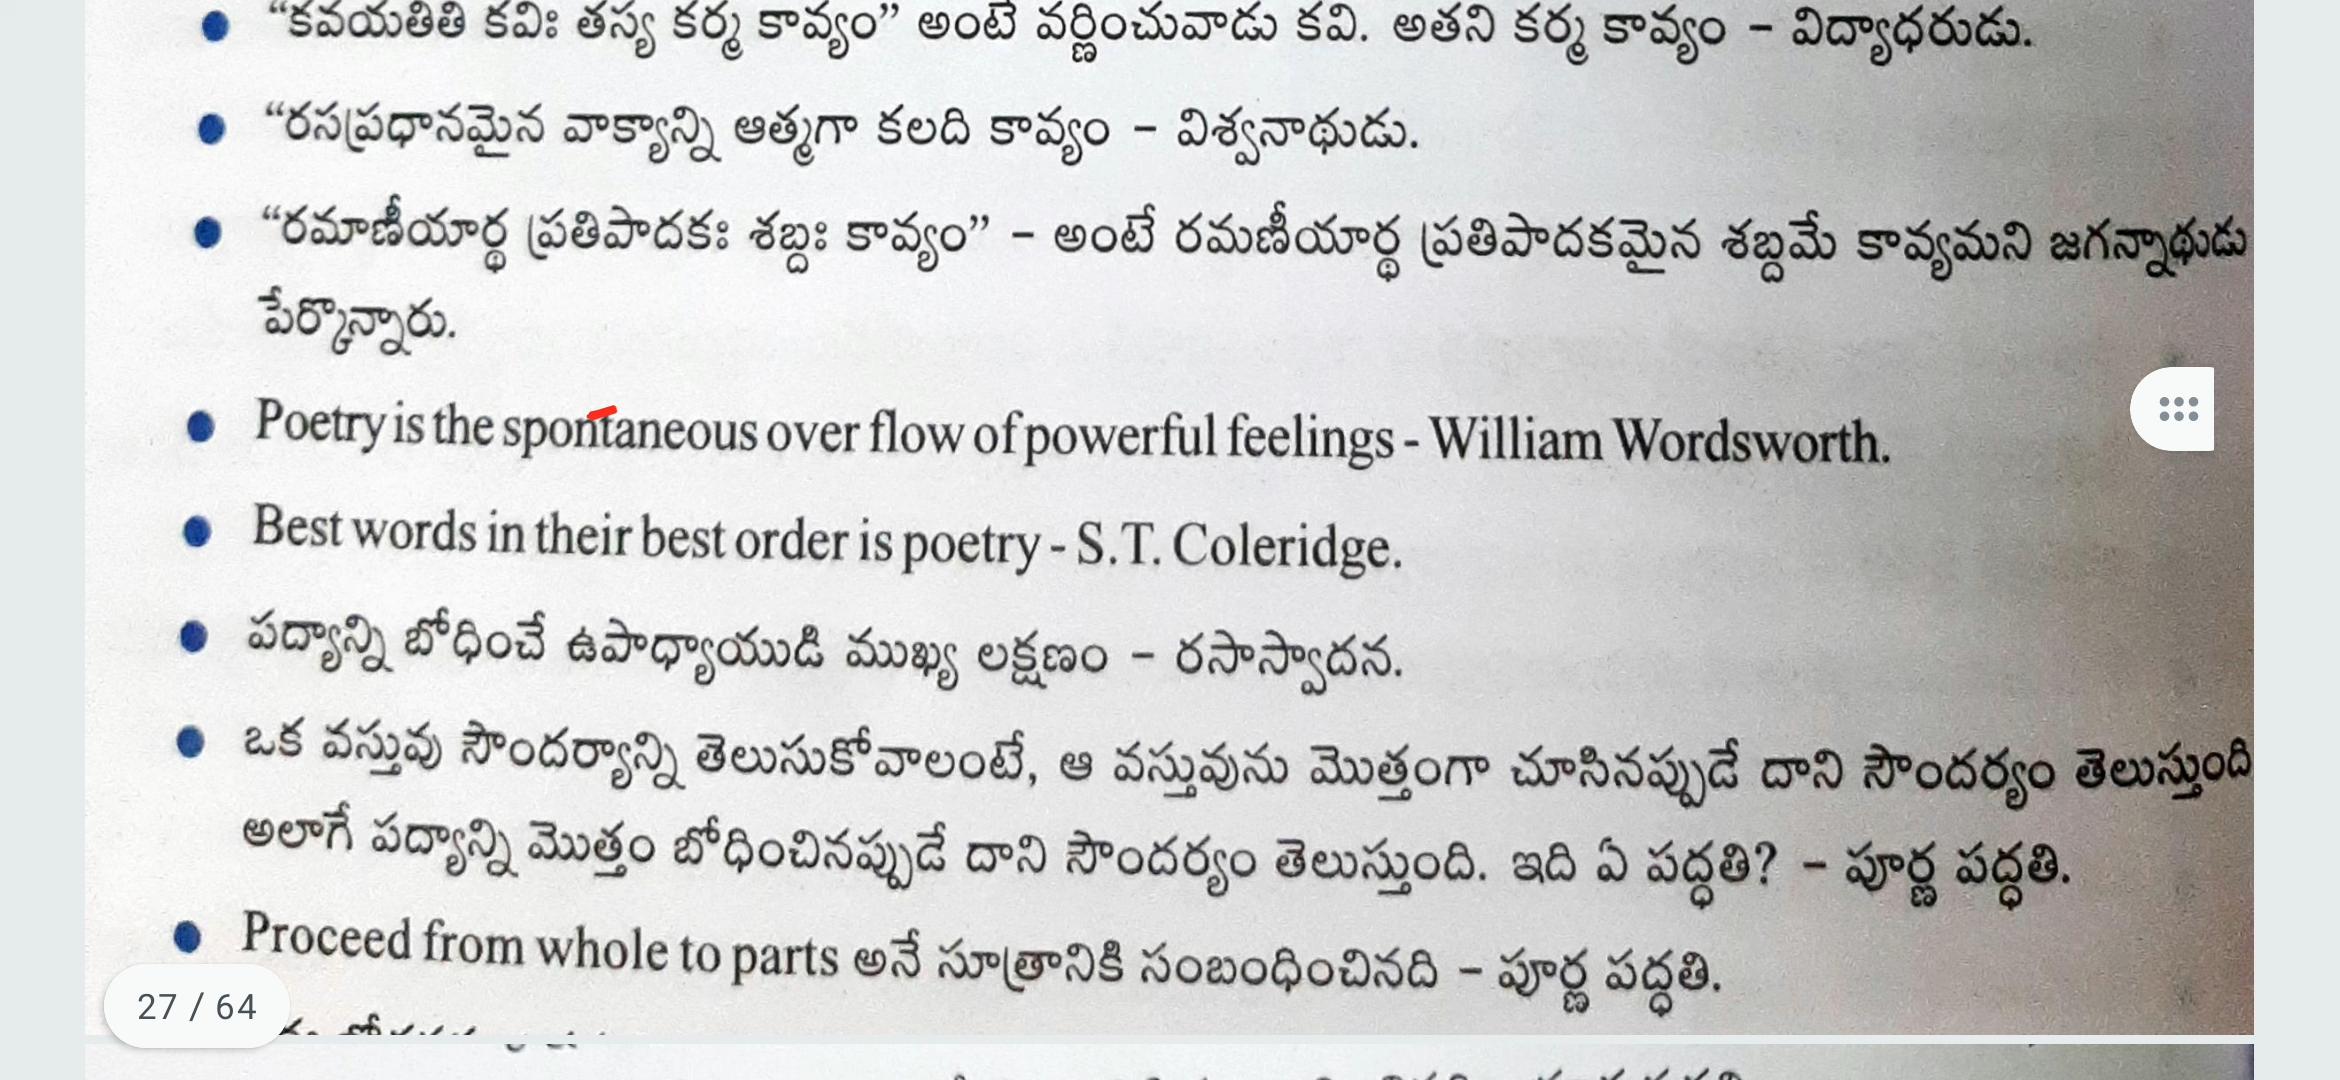 “కవయతీతి కవిః తస్య కర్మ కావ్యం” అంటే వర్ణించువాడు కవి. అతని కర్మ కావ్యం – విద్యాధరుడు.
“రసప్రధానమైన వాక్యాన్ని ఆత్మగా కలది కావ్యం – విశ్వనాథుడు.
“రమాణీయార్థ ప్రతిపాదకః శబ్దః కావ్యం” – అంటే రమణీయార్థ ప్రతిపాదకమైన శబ్దమే కావ్యమని జగన్నాథుడు
పేర్కొన్నారు.
Poetry is the spontaneous over flow of powerful feelings - William Wordsworth.
Best words in their best order is poetry - S.T. Coleridge.
పద్యాన్ని బోధించే ఉపాధ్యాయుడి ముఖ్య లక్షణం – రసాస్వాదన.
ఒక వస్తువు సౌందర్యాన్ని తెలుసుకోవాలంటే, ఆ వస్తువును మొత్తంగా చూసినప్పుడే దాని సౌందర్యం తెలుస్తుంది
అలాగే పద్యాన్ని మొత్తం బోధించినప్పుడే దాని సౌందర్యం తెలుస్తుంది. ఇది ఏ పద్ధతి? – పూర్ణ పద్ధతి.
Proceed from whole to parts అనే సూత్రానికి సంబంధించినది – పూర్ణ పద్ధతి.
27 / 64